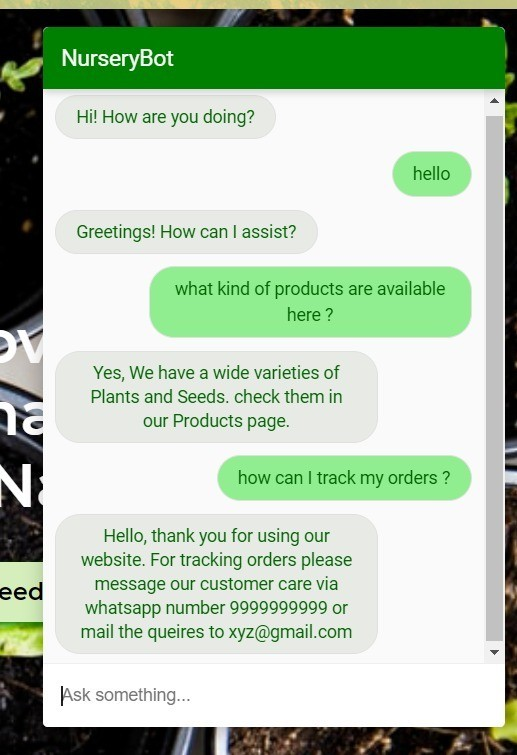 NurseryBot
Hi! How are you doing?
hello
Greetings! How can I assist?
what kind of products are available
here ?
Yes, We have a wide varieties of
Plants and Seeds. check them in
our Products page.
how can I track my orders ?
Hello, thank you for using our
website. For tracking orders please
message our customer care via
whatsapp number 9999999999 or
mail the queires to xyz@gmail.com
Ask something...